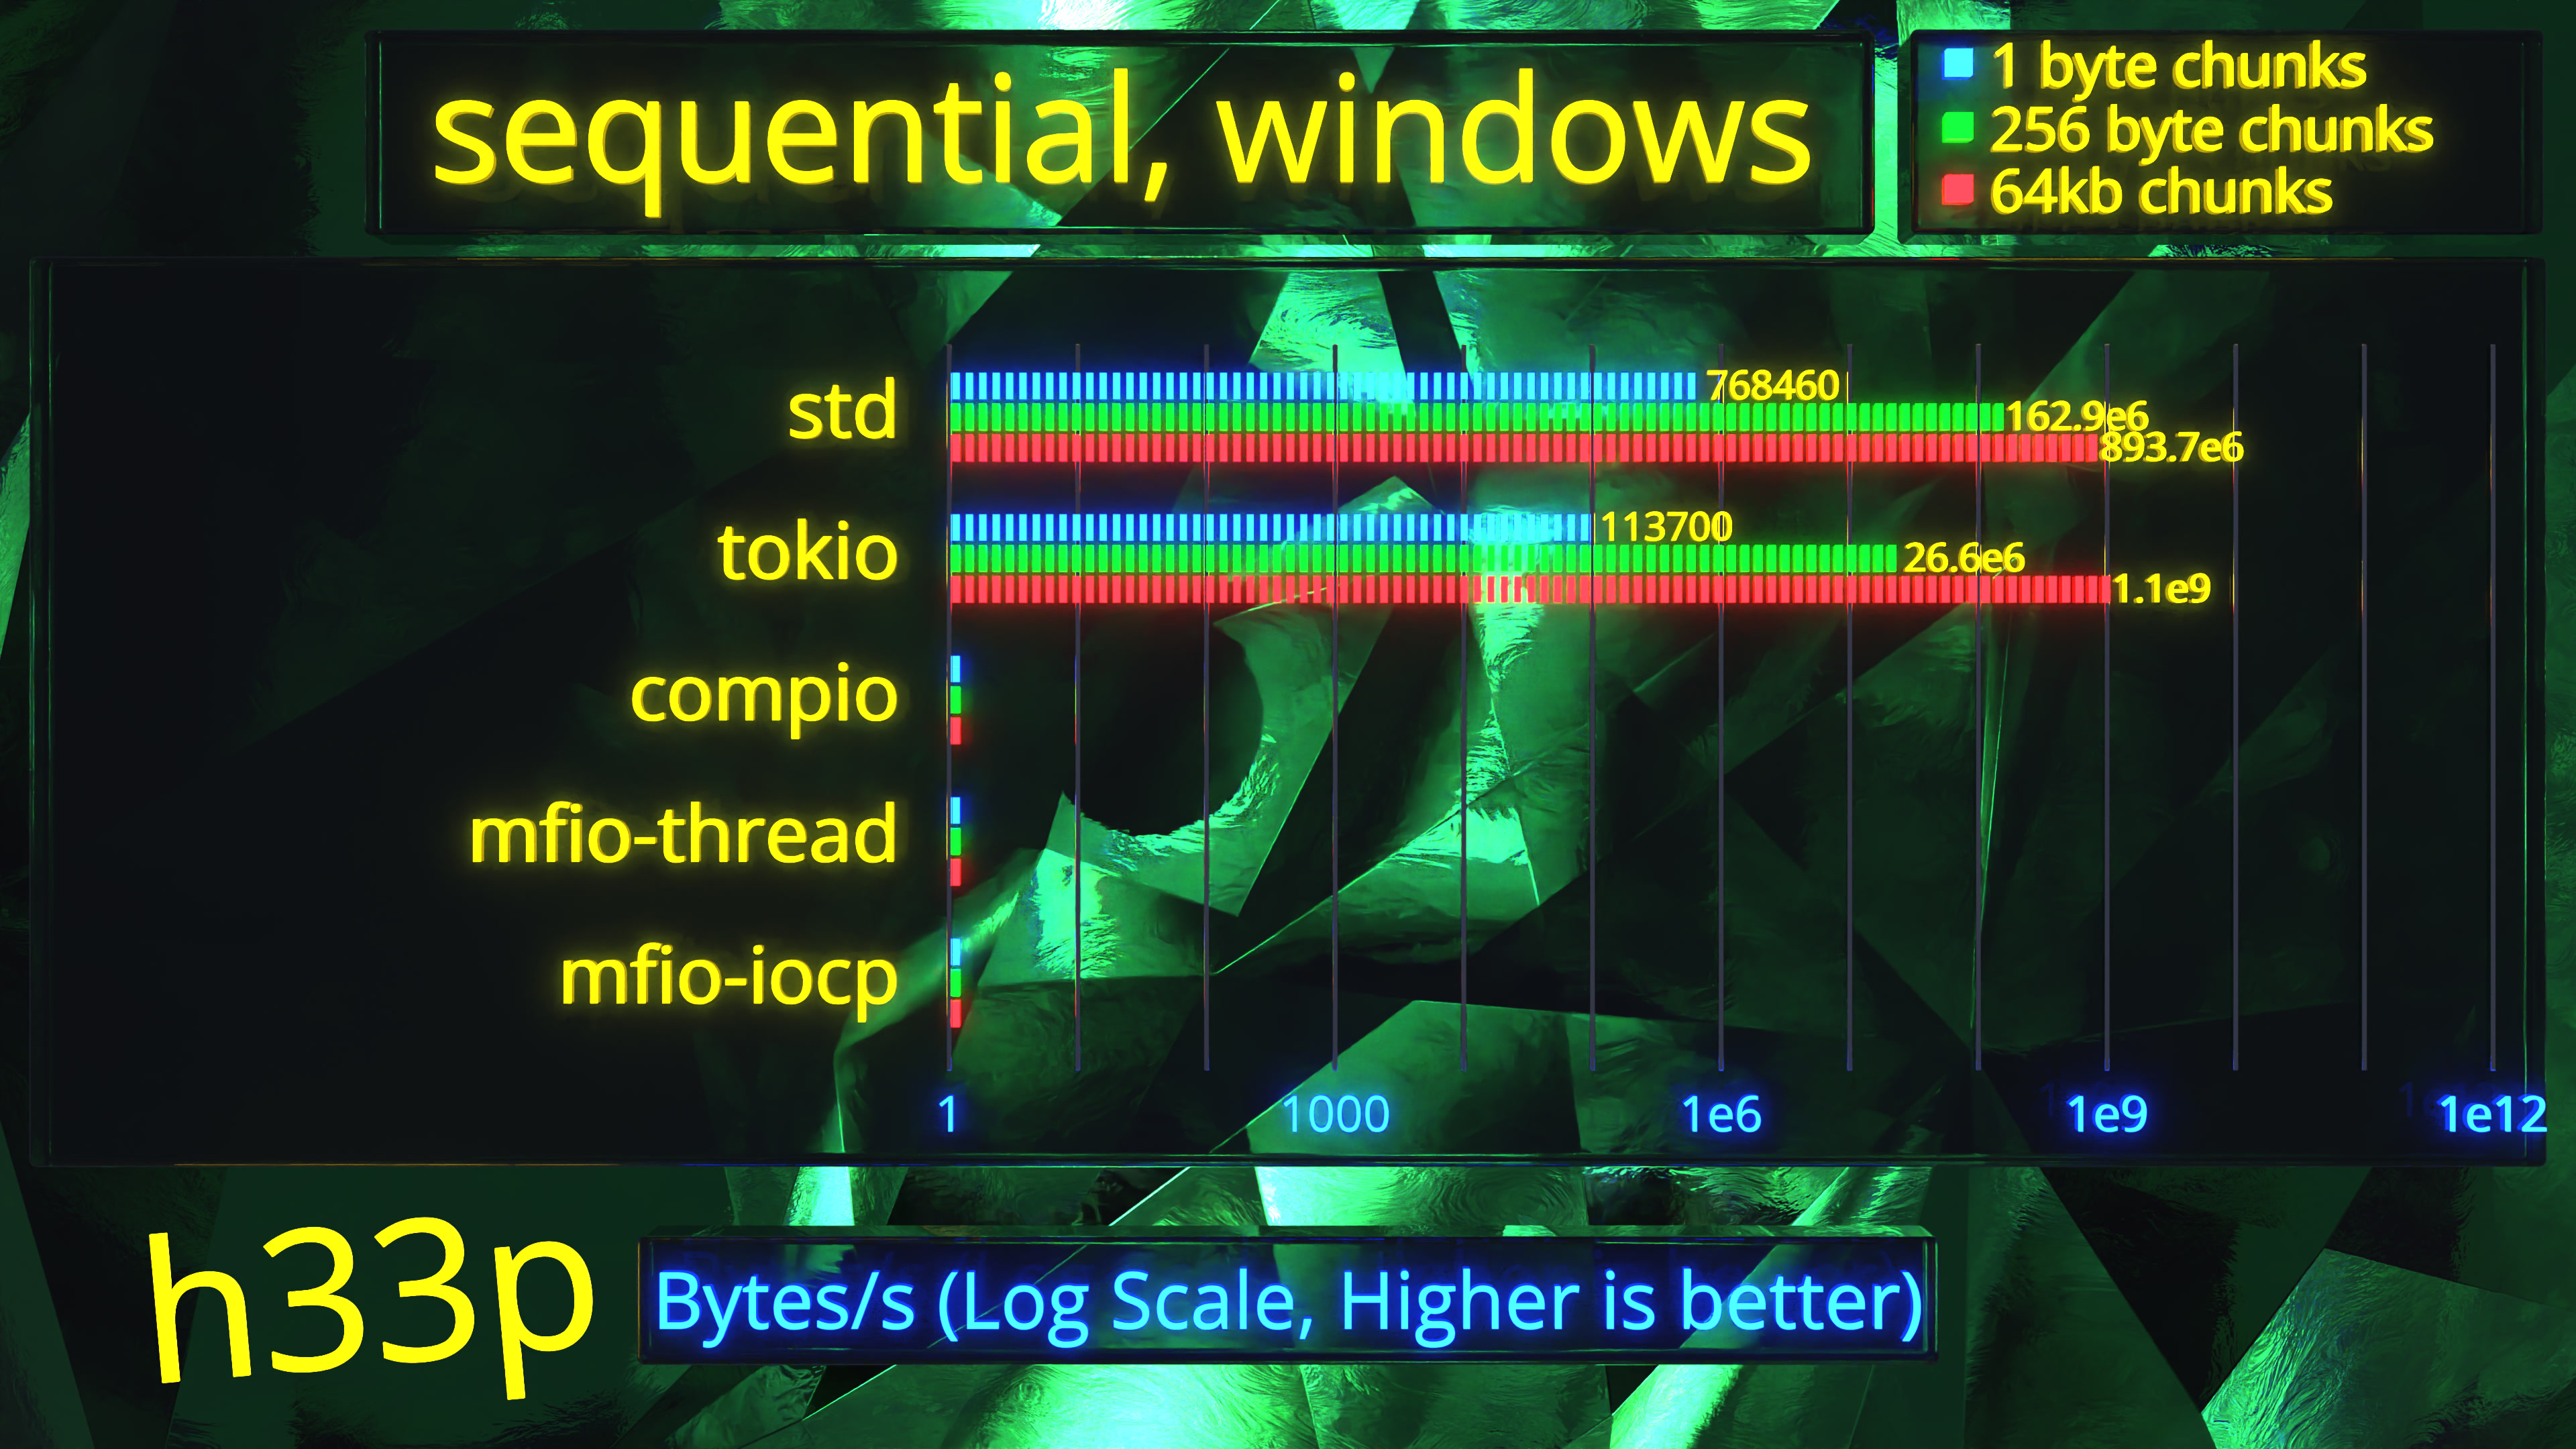 sequential, windows
1 byte chunks
256 byte chunks
64kb chunks
std
768460
162.9e6
893.7e6
tokio
113700
26.6e6
1.1e9
compio
mfio-thread
mfio-iocp
1 1000 1e6 1e9 1e12
h33p
Bytes/s (Log Scale, Higher is better)